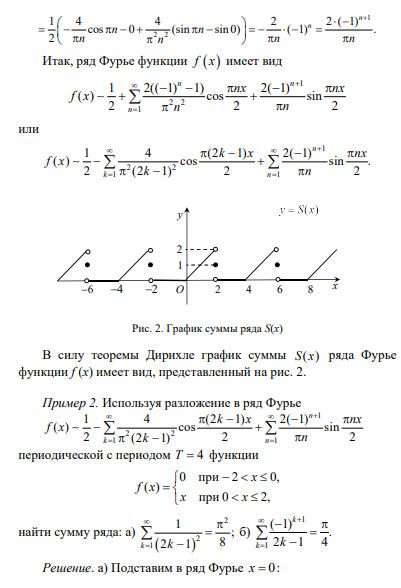 = 1/2 ( − 4/(πn) cos πn − 0 + 4/(π²n²) (sin πn − sin 0) ) = − 2/(πn) · (−1)ⁿ = 2·(−1)ⁿ⁺¹/(πn).
Итак, ряд Фурье функции f(x) имеет вид
f(x) ~ 1/2 + ∑_{n=1}^{∞} 2((−1)ⁿ − 1)/(π²n²) cos πnx/2 + 2(−1)ⁿ⁺¹/(πn) sin πnx/2
или
f(x) ~ 1/2 − ∑_{k=1}^{∞} 4/(π²(2k−1)²) cos π(2k−1)x/2 + ∑_{n=1}^{∞} 2(−1)ⁿ⁺¹/(πn) sin πnx/2.
y y = S(x)
2
1
−6 −4 −2 O 2 4 6 8 x
Рис. 2. График суммы ряда S(x)
В силу теоремы Дирихле график суммы S(x) ряда Фурье
функции f(x) имеет вид, представленный на рис. 2.
Пример 2. Используя разложение в ряд Фурье
f(x) ~ 1/2 − ∑_{k=1}^{∞} 4/(π²(2k−1)²) cos π(2k−1)x/2 + ∑_{n=1}^{∞} 2(−1)ⁿ⁺¹/(πn) sin πnx/2
периодической с периодом T = 4 функции
f(x) = { 0 при − 2 < x ≤ 0,
x при 0 < x ≤ 2,
найти сумму ряда: а) ∑_{k=1}^{∞} 1/(2k−1)² = π²/8; б) ∑_{k=1}^{∞} (−1)ᵏ⁺¹/(2k−1) = π/4.
Решение. а) Подставим в ряд Фурье x = 0: